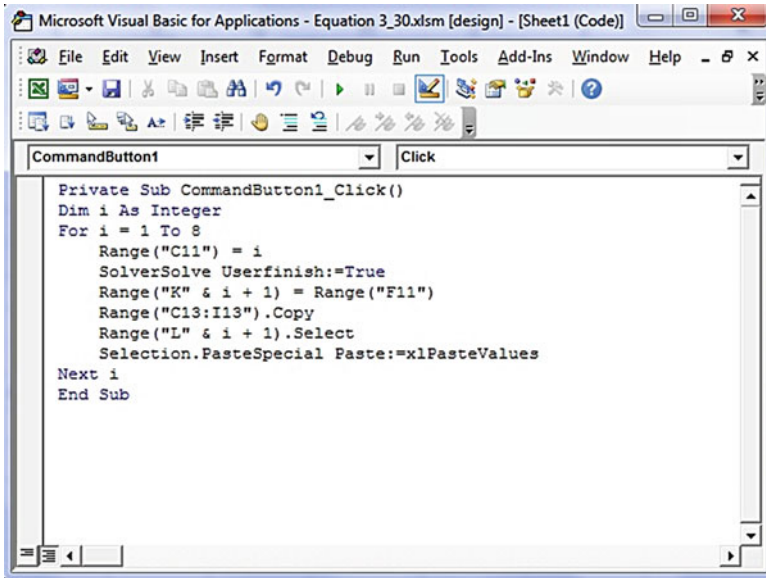 Microsoft Visual Basic for Applications - Equation 3_30.xlsm [design] - [Sheet1 (Code)]
File Edit View Insert Format Debug Run Tools Add-Ins Window Help
CommandButton1 Click
Private Sub CommandButton1_Click()
Dim i As Integer
For i = 1 To 8
Range("C11") = i
SolverSolve Userfinish:=True
Range("K" & i + 1) = Range("F11")
Range("C13:I13").Copy
Range("L" & i + 1).Select
Selection.PasteSpecial Paste:=xlPasteValues
Next i
End Sub